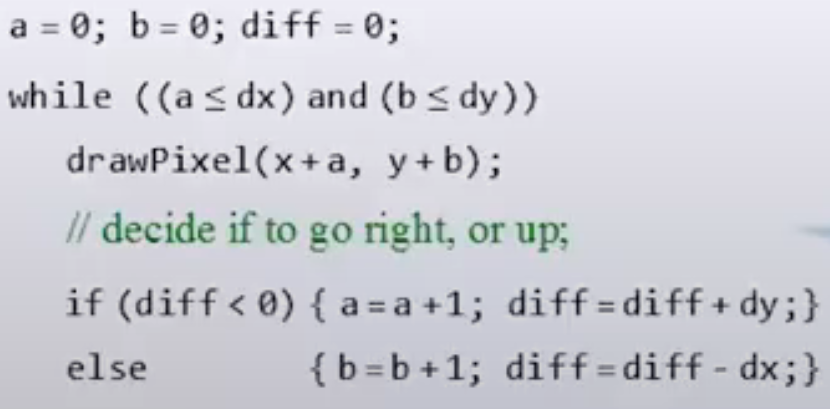 a = 0; b = 0; diff = 0;
while ((a ≤ dx) and (b ≤ dy))
drawPixel(x+a, y+b);
// decide if to go right, or up;
if (diff < 0) { a=a+1; diff=diff+dy;}
else { b=b+1; diff=diff - dx;}